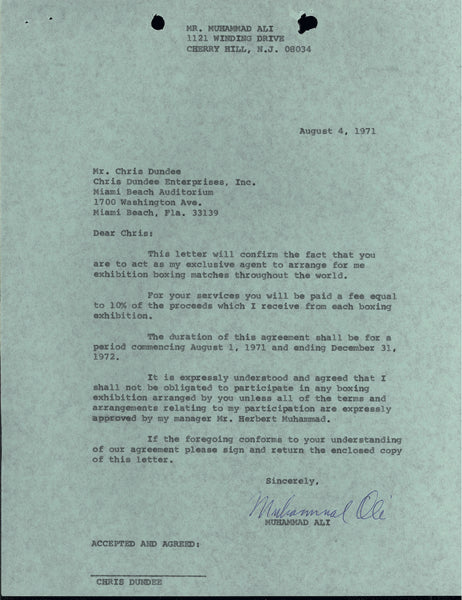 MR. MUHAMMAD ALI
1121 WINDING DRIVE
CHERRY HILL, N.J. 08034
August 4, 1971
Mr. Chris Dundee
Chris Dundee Enterprises, Inc.
Miami Beach Auditorium
1700 Washington Ave.
Miami Beach, Fla. 33139
Dear Chris:
This letter will confirm the fact that you
are to act as my exclusive agent to arrange for me
exhibition boxing matches throughout the world.
For your services you will be paid a fee equal
to 10% of the proceeds which I receive from each boxing
exhibition.
The duration of this agreement shall be for a
period commencing August 1, 1971 and ending December 31,
1972.
It is expressly understood and agreed that I
shall not be obligated to participate in any boxing
exhibition arranged by you unless all of the terms and
arrangements relating to my participation are expressly
approved by my manager Mr. Herbert Muhammad.
If the foregoing conforms to your understanding
of our agreement please sign and return the enclosed copy
of this letter.
Sincerely,
Muhammad Ali
MUHAMMAD ALI
ACCEPTED AND AGREED:
CHRIS DUNDEE